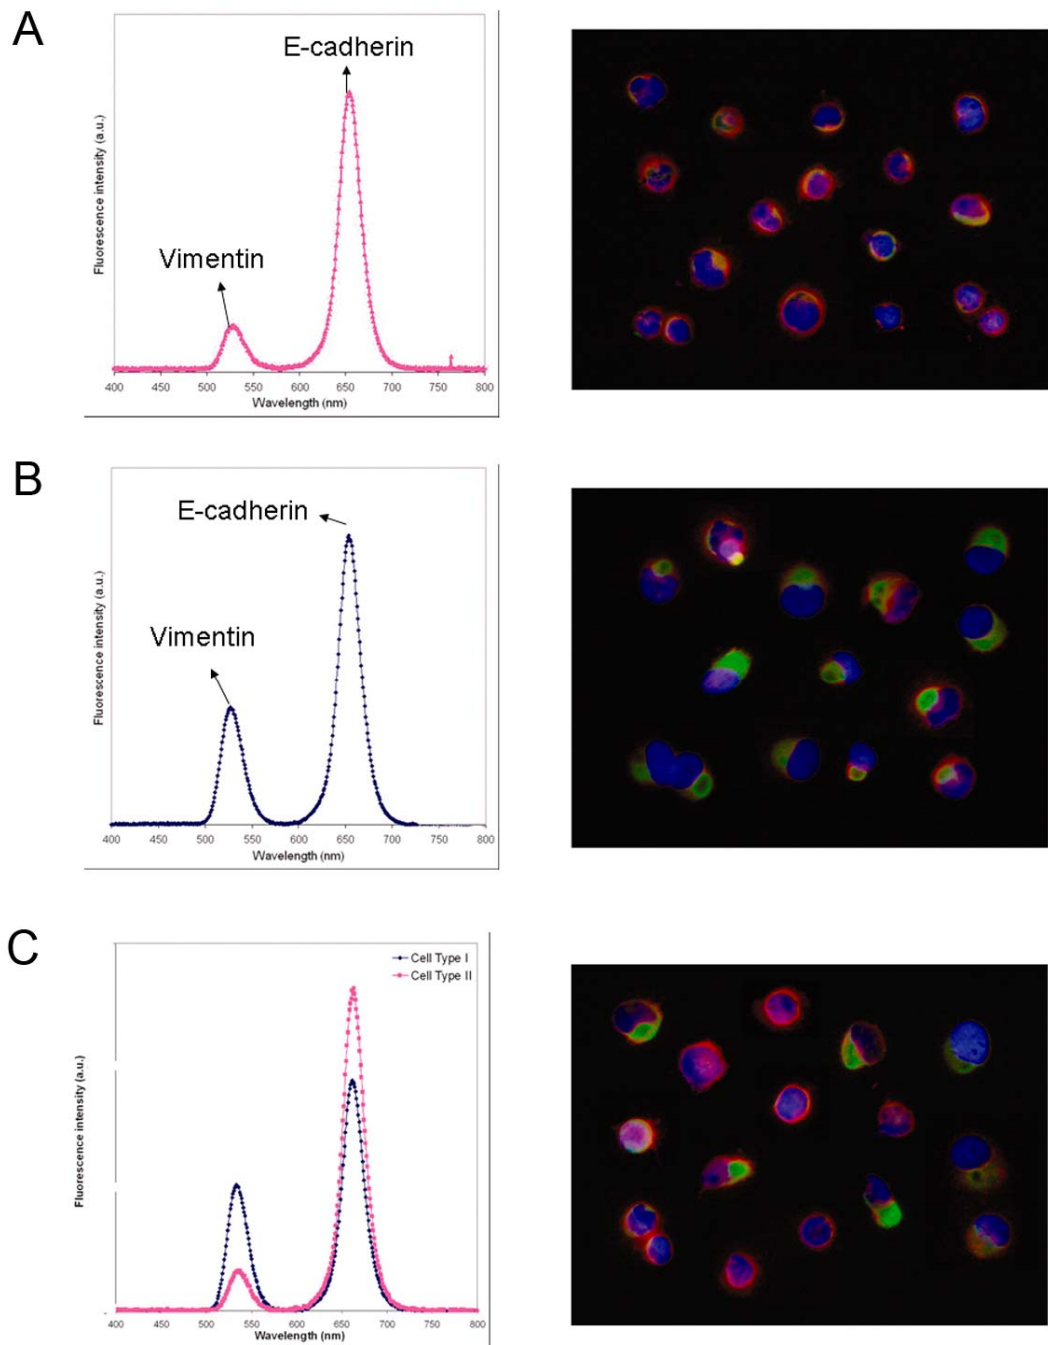 A
Fluorescence intensity (a.u.)
E-cadherin
Vimentin
400 450 500 550 600 650 700 750 800
Wavelength (nm)
B
Fluorescence intensity (a.u.)
E-cadherin
Vimentin
400 450 500 550 600 650 700 750 800
Wavelength (nm)
C
Fluorescence intensity (a.u.)
Cell Type I
Cell Type II
400 450 500 550 600 650 700 750 800
Wavelength (nm)